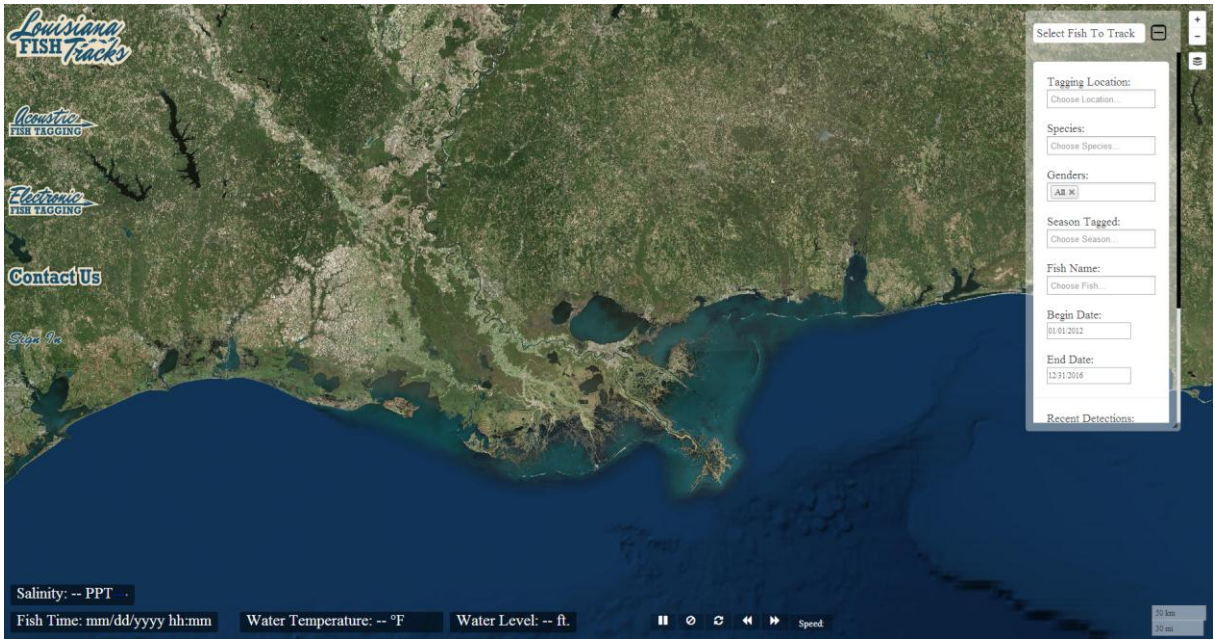 Louisiana
FISH Tracks
Acoustic
FISH TAGGING
Electronic
FISH TAGGING
Contact Us
Sign In
Select Fish To Track
+
-
Tagging Location:
Choose Location...
Species:
Choose Species...
Genders:
All ×
Season Tagged:
Choose Season...
Fish Name:
Choose Fish...
Begin Date:
01/01/2012
End Date:
12/31/2016
Recent Detections:
Salinity: -- PPT
Fish Time: mm/dd/yyyy hh:mm
Water Temperature: -- °F
Water Level: -- ft.
Speed:
50 km
30 mi